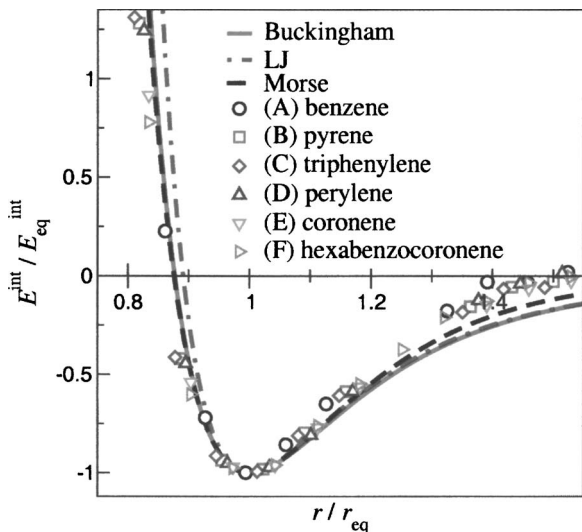 Buckingham
LJ
Morse
(A) benzene
(B) pyrene
(C) triphenylene
(D) perylene
(E) coronene
(F) hexabenzocoronene
1
0.5
0
-0.5
-1
0.8
1
1.2
1.4
E^int / E_eq^int
r / r_eq